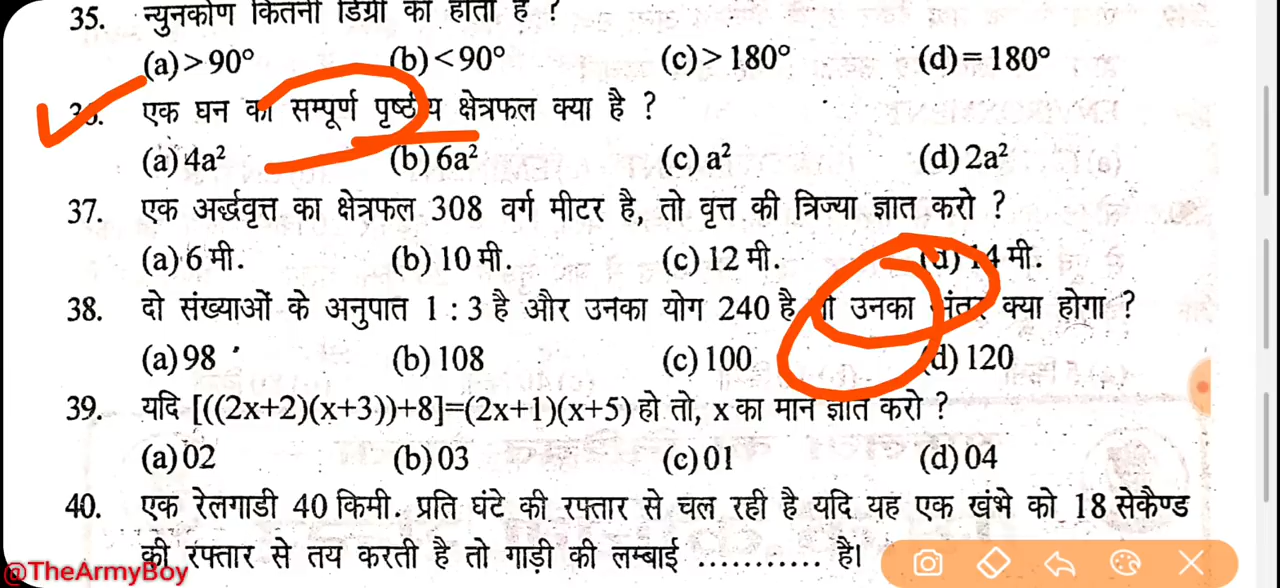 35. न्युनकोण कितनी डिग्री का होता है ?
(a) > 90° (b) < 90° (c) > 180° (d) = 180°
36. एक घन का सम्पूर्ण पृष्ठीय क्षेत्रफल क्या है ?
(a) 4a² (b) 6a² (c) a² (d) 2a²
37. एक अर्द्धवृत्त का क्षेत्रफल 308 वर्ग मीटर है, तो वृत्त की त्रिज्या ज्ञात करो ?
(a) 6 मी. (b) 10 मी. (c) 12 मी. (d) 14 मी.
38. दो संख्याओं के अनुपात 1 : 3 है और उनका योग 240 है तो उनका अंतर क्या होगा ?
(a) 98 (b) 108 (c) 100 (d) 120
39. यदि [((2x+2)(x+3))+8]=(2x+1)(x+5) हो तो, x का मान ज्ञात करो ?
(a) 02 (b) 03 (c) 01 (d) 04
40. एक रेलगाडी 40 किमी. प्रति घंटे की रफ्तार से चल रही है यदि यह एक खंभे को 18 सेकैण्ड
की रफ्तार से तय करती है तो गाड़ी की लम्बाई ............ है।
@TheArmyBoy